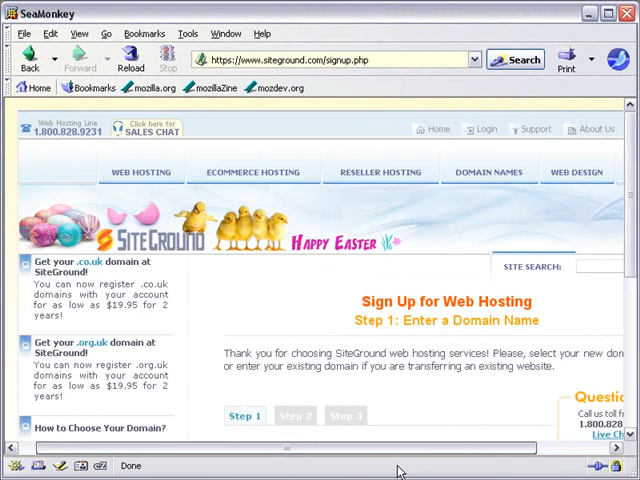 SeaMonkey
File Edit View Go Bookmarks Tools Window Help
Back Forward Reload Stop https://www.siteground.com/signup.php Search Print
Home Bookmarks mozilla.org mozillaZine mozdev.org
Web Hosting Line
1.800.828.9231
Click here for
SALES CHAT
Home Login Support About Us
WEB HOSTING ECOMMERCE HOSTING RESELLER HOSTING DOMAIN NAMES WEB DESIGN
SITEGROUND HAPPY EASTER
SITE SEARCH:
Get your .co.uk domain at
SiteGround!
You can now register .co.uk
domains with your account
for as low as $19.95 for 2
years!
Get your .org.uk domain at
SiteGround!
You can now register .org.uk
domains with your account
for as low as $19.95 for 2
years!
How to Choose Your Domain?
Sign Up for Web Hosting
Step 1: Enter a Domain Name
Thank you for choosing SiteGround web hosting services! Please, select your new dom
or enter your existing domain if you are transferring an existing website.
Step 1 Step 2 Step 3
Questio
Call us toll f
1.800.828
Live Ch
Done